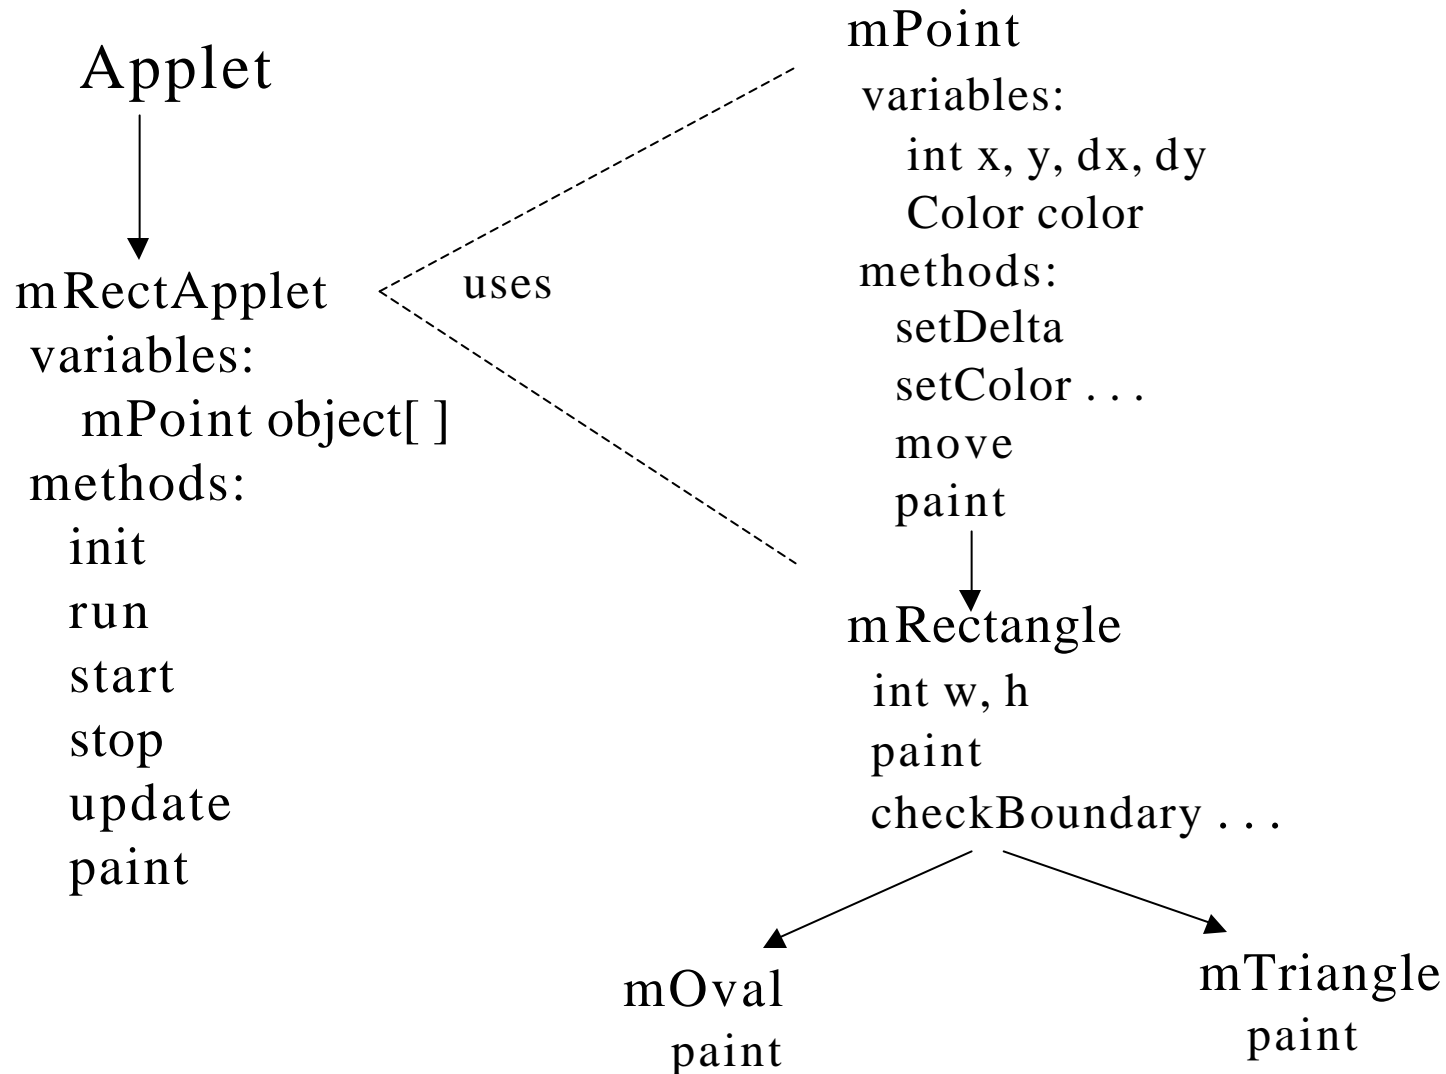 Applet
mRectApplet
variables:
mPoint object[ ]
methods:
init
run
start
stop
update
paint
uses
mPoint
variables:
int x, y, dx, dy
Color color
methods:
setDelta
setColor . . .
move
paint
mRectangle
int w, h
paint
checkBoundary . . .
mOval
paint
mTriangle
paint